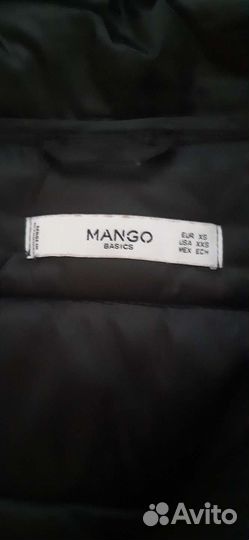 MANGO
BASICS
EUR XS
USA XXS
MEX ECH
Avito